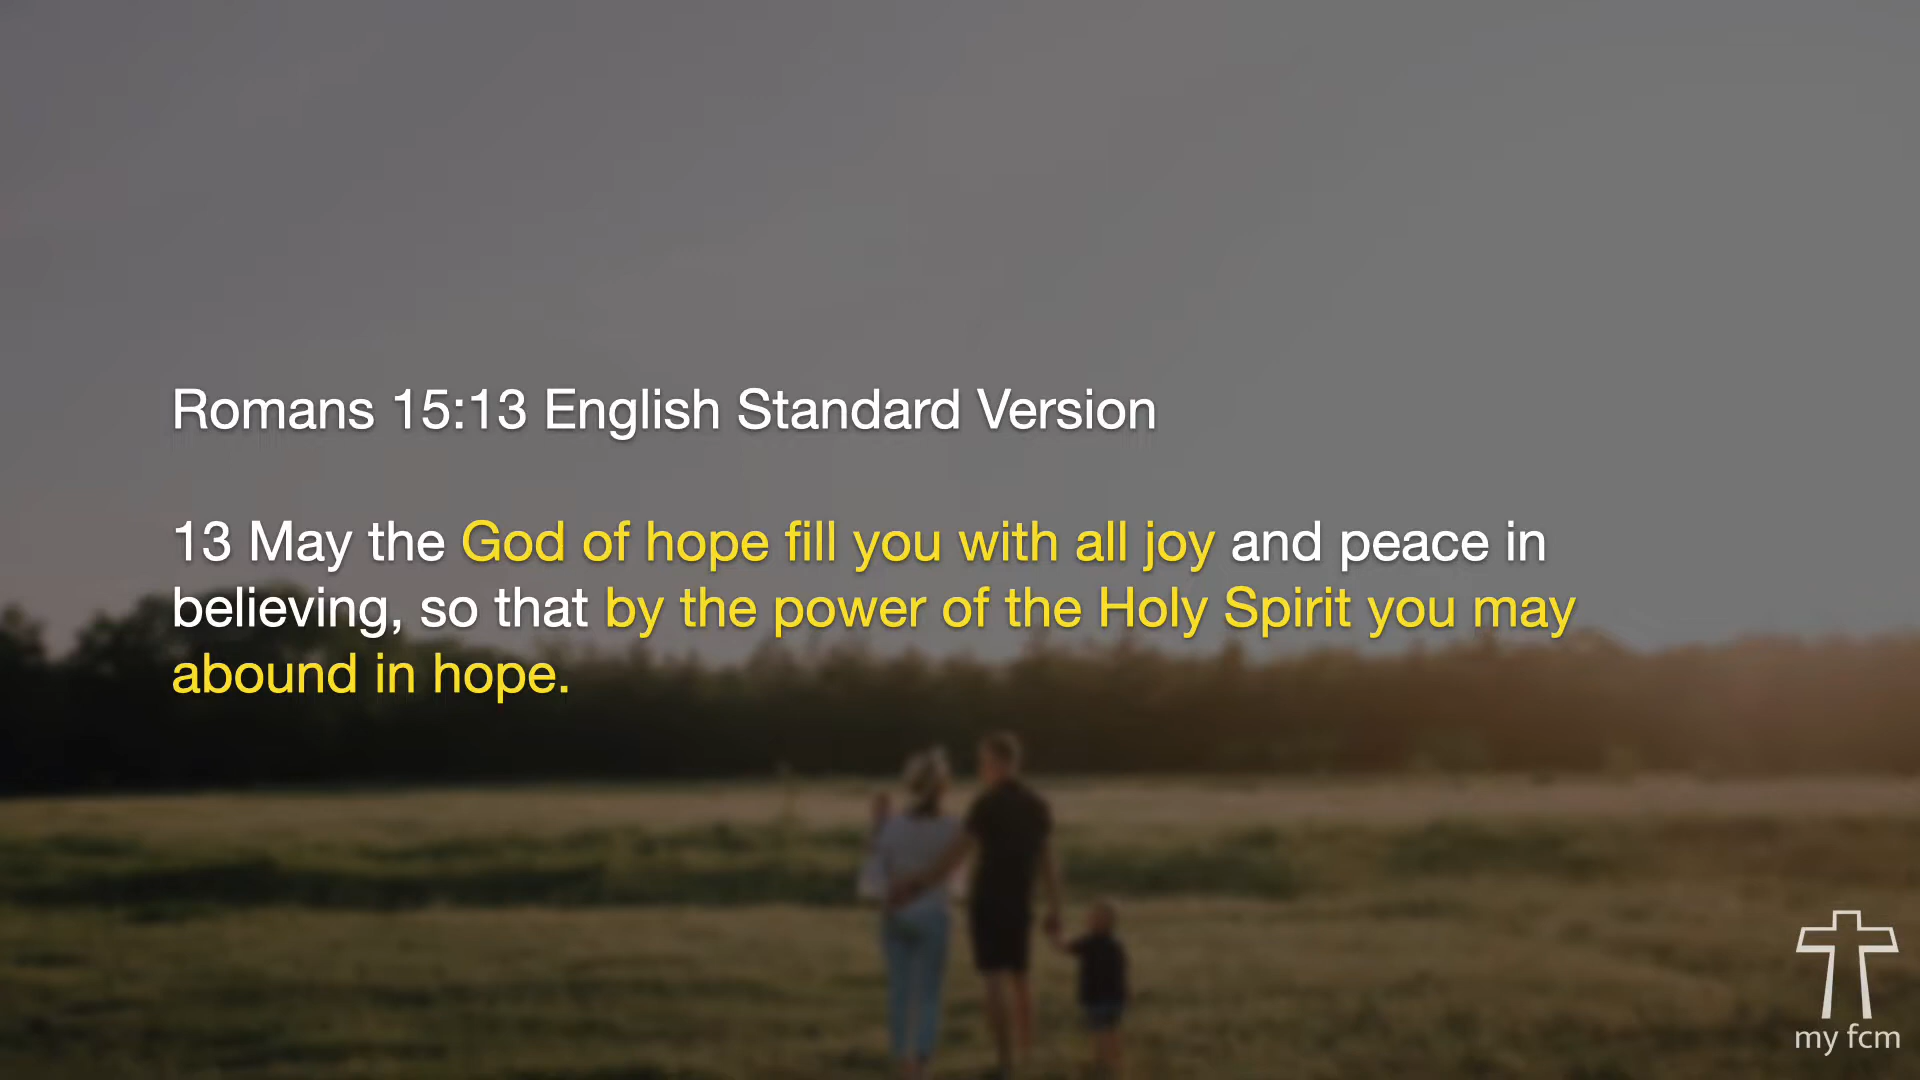 Romans 15:13 English Standard Version
13 May the God of hope fill you with all joy and peace in
believing, so that by the power of the Holy Spirit you may
abound in hope.
my fcm